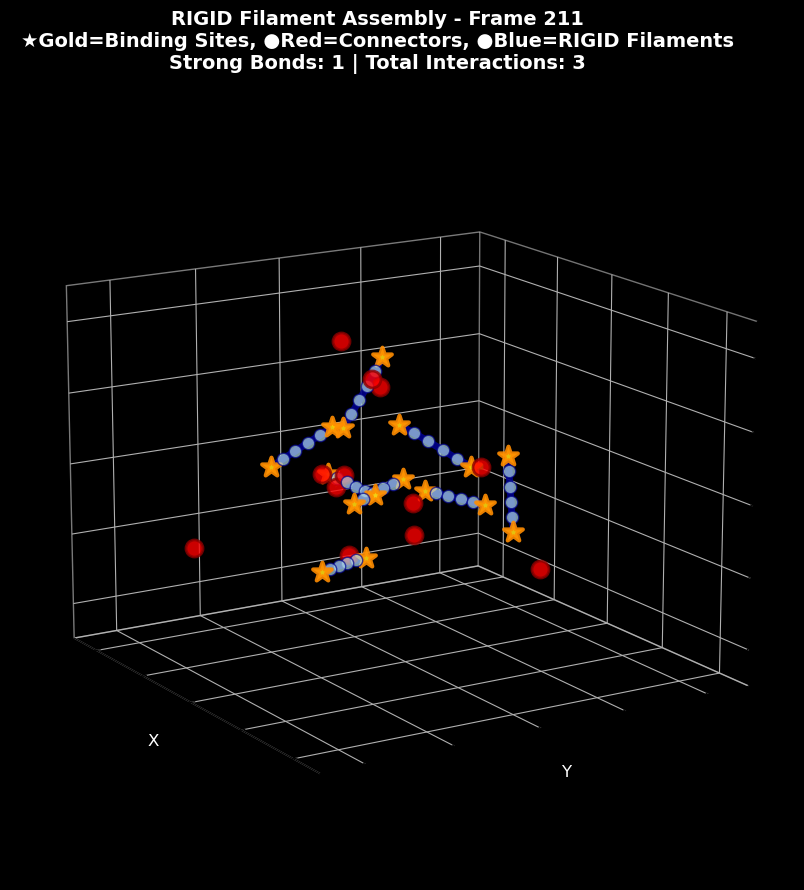 RIGID Filament Assembly - Frame 211
★Gold=Binding Sites, ●Red=Connectors, ●Blue=RIGID Filaments
Strong Bonds: 1 | Total Interactions: 3
X
Y